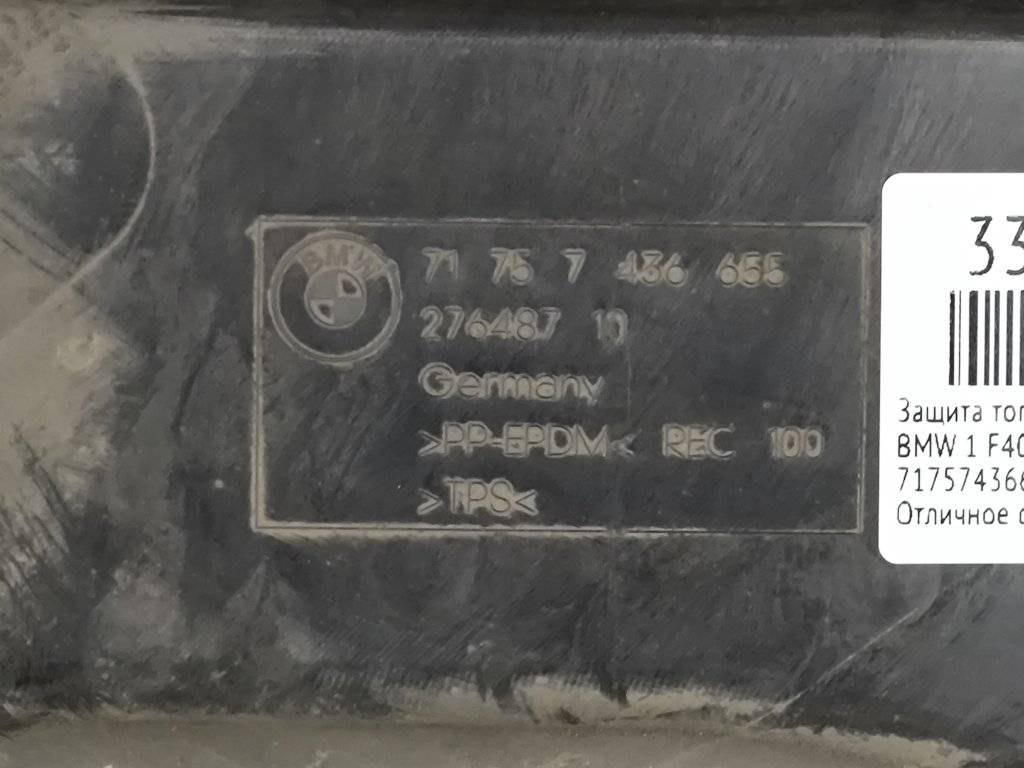 BMW
71 75 7 436 655
276487 10
Germany
>PP-EPDM< REC 100
>TPS<
33
Защита топ
BMW 1 F40
717574366
Отличное с